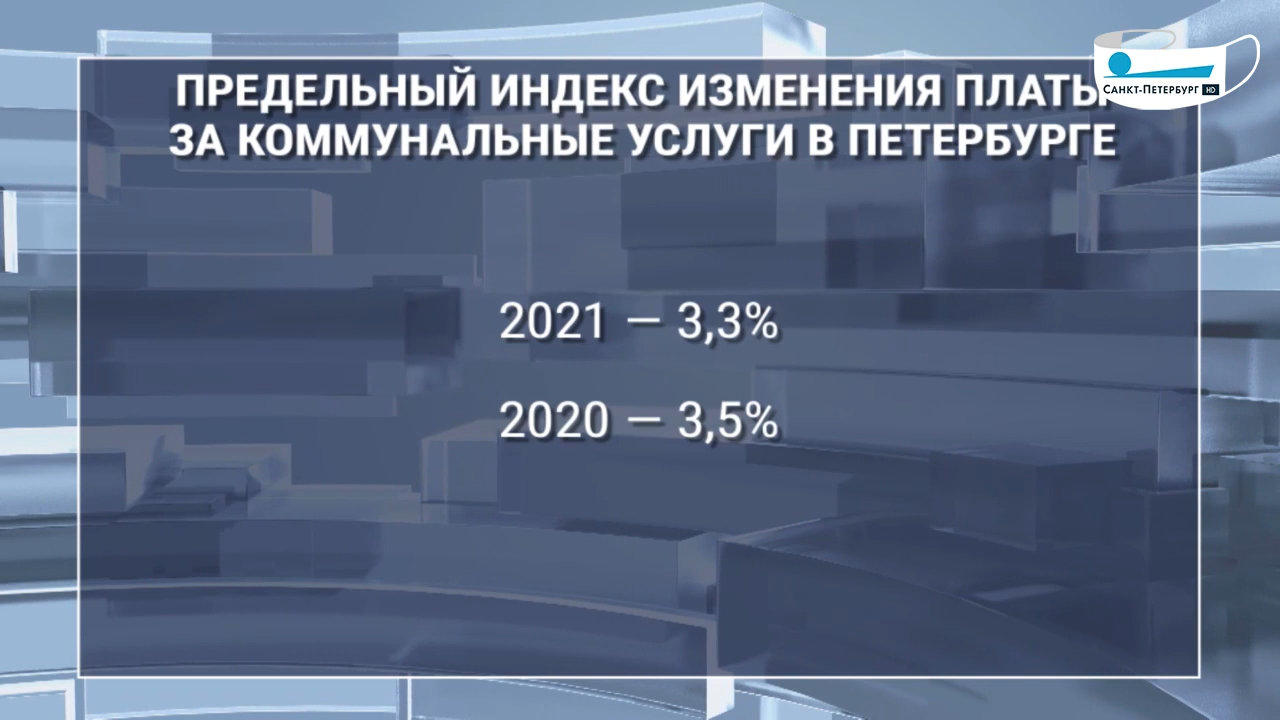 ПРЕДЕЛЬНЫЙ ИНДЕКС ИЗМЕНЕНИЯ ПЛАТЫ
ЗА КОММУНАЛЬНЫЕ УСЛУГИ В ПЕТЕРБУРГЕ
САНКТ-ПЕТЕРБУРГ HD
2021 — 3,3%
2020 — 3,5%